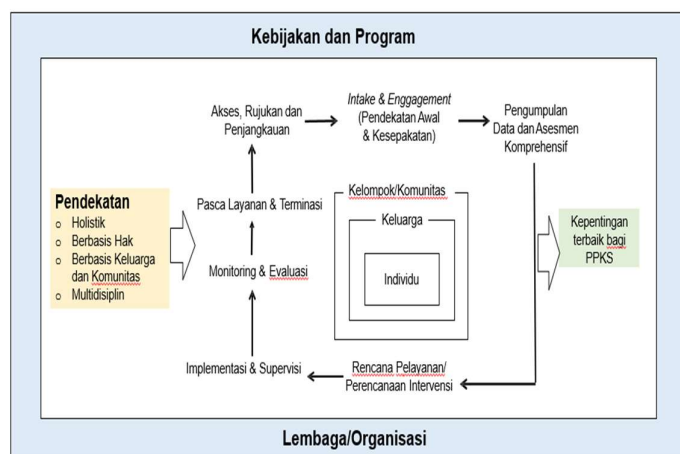 Kebijakan dan Program
Akses, Rujukan dan
Penjangkauan
Intake & Enggagement
(Pendekatan Awal
& Kesepakatan)
Pengumpulan
Data dan Asesmen
Komprehensif
Pendekatan
o Holistik
o Berbasis Hak
o Berbasis Keluarga
dan Komunitas
o Multidisiplin
Pasca Layanan & Terminasi
Monitoring & Evaluasi
Kelompok/Komunitas
Keluarga
Individu
Kepentingan
terbaik bagi
PPKS
Implementasi & Supervisi
Rencana Pelayanan/
Perencanaan Intervensi
Lembaga/Organisasi